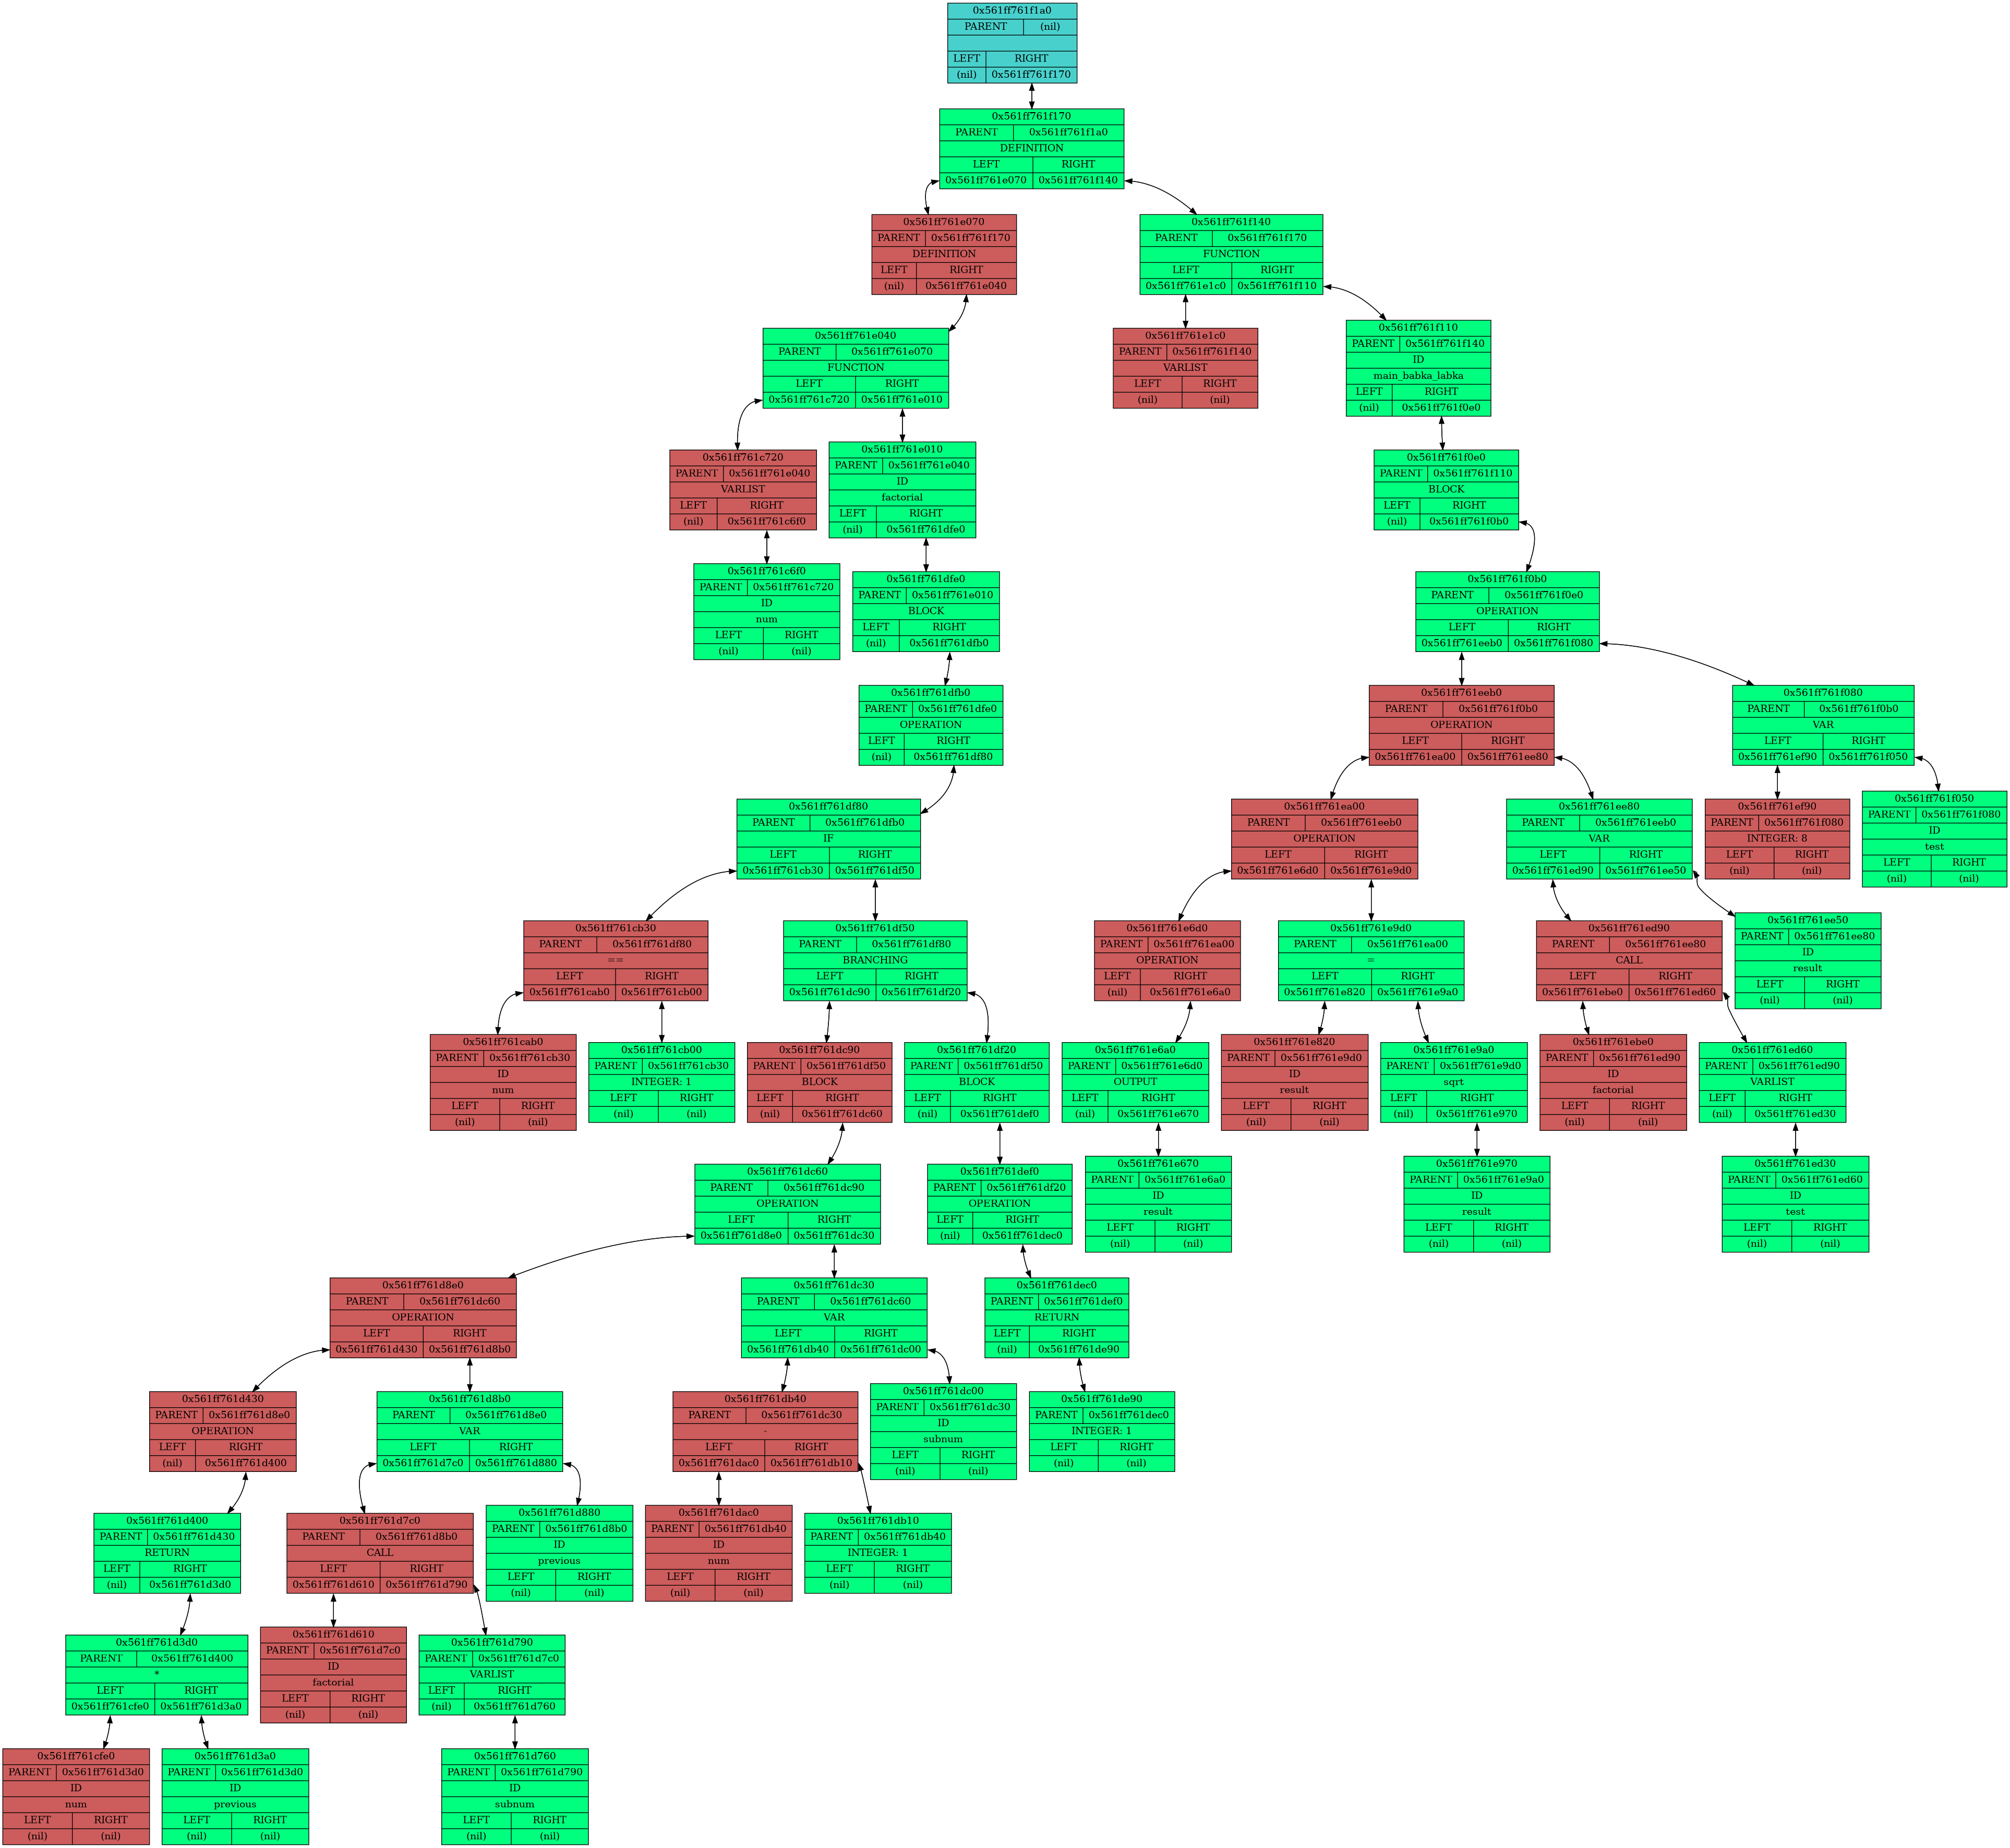 0x561ff761f1a0
PARENT (nil)
LEFT RIGHT
(nil) 0x561ff761f170
0x561ff761f170
PARENT 0x561ff761f1a0
DEFINITION
LEFT RIGHT
0x561ff761e070 0x561ff761f140
0x561ff761e070
PARENT 0x561ff761f170
DEFINITION
LEFT RIGHT
(nil) 0x561ff761e040
0x561ff761f140
PARENT 0x561ff761f170
FUNCTION
LEFT RIGHT
0x561ff761e1c0 0x561ff761f110
0x561ff761e040
PARENT 0x561ff761e070
FUNCTION
LEFT RIGHT
0x561ff761c720 0x561ff761e010
0x561ff761e1c0
PARENT 0x561ff761f140
VARLIST
LEFT RIGHT
(nil) (nil)
0x561ff761f110
PARENT 0x561ff761f140
ID
main_babka_labka
LEFT RIGHT
(nil) 0x561ff761f0e0
0x561ff761c720
PARENT 0x561ff761e040
VARLIST
LEFT RIGHT
(nil) 0x561ff761c6f0
0x561ff761e010
PARENT 0x561ff761e040
ID
factorial
LEFT RIGHT
(nil) 0x561ff761dfe0
0x561ff761f0e0
PARENT 0x561ff761f110
BLOCK
LEFT RIGHT
(nil) 0x561ff761f0b0
0x561ff761c6f0
PARENT 0x561ff761c720
ID
num
LEFT RIGHT
(nil) (nil)
0x561ff761dfe0
PARENT 0x561ff761e010
BLOCK
LEFT RIGHT
(nil) 0x561ff761dfb0
0x561ff761f0b0
PARENT 0x561ff761f0e0
OPERATION
LEFT RIGHT
0x561ff761eeb0 0x561ff761f080
0x561ff761dfb0
PARENT 0x561ff761dfe0
OPERATION
LEFT RIGHT
(nil) 0x561ff761df80
0x561ff761eeb0
PARENT 0x561ff761f0b0
OPERATION
LEFT RIGHT
0x561ff761ea00 0x561ff761ee80
0x561ff761f080
PARENT 0x561ff761f0b0
VAR
LEFT RIGHT
0x561ff761ef90 0x561ff761f050
0x561ff761df80
PARENT 0x561ff761dfb0
IF
LEFT RIGHT
0x561ff761cb30 0x561ff761df50
0x561ff761ea00
PARENT 0x561ff761eeb0
OPERATION
LEFT RIGHT
0x561ff761e6d0 0x561ff761e9d0
0x561ff761ee80
PARENT 0x561ff761eeb0
VAR
LEFT RIGHT
0x561ff761ed90 0x561ff761ee50
0x561ff761ef90
PARENT 0x561ff761f080
INTEGER: 8
LEFT RIGHT
(nil) (nil)
0x561ff761f050
PARENT 0x561ff761f080
ID
test
LEFT RIGHT
(nil) (nil)
0x561ff761cb30
PARENT 0x561ff761df80
==
LEFT RIGHT
0x561ff761cab0 0x561ff761cb00
0x561ff761df50
PARENT 0x561ff761df80
BRANCHING
LEFT RIGHT
0x561ff761dc90 0x561ff761df20
0x561ff761e6d0
PARENT 0x561ff761ea00
OPERATION
LEFT RIGHT
(nil) 0x561ff761e6a0
0x561ff761e9d0
PARENT 0x561ff761ea00
=
LEFT RIGHT
0x561ff761e820 0x561ff761e9a0
0x561ff761ed90
PARENT 0x561ff761ee80
CALL
LEFT RIGHT
0x561ff761ebe0 0x561ff761ed60
0x561ff761ee50
PARENT 0x561ff761ee80
ID
result
LEFT RIGHT
(nil) (nil)
0x561ff761cab0
PARENT 0x561ff761cb30
ID
num
LEFT RIGHT
(nil) (nil)
0x561ff761cb00
PARENT 0x561ff761cb30
INTEGER: 1
LEFT RIGHT
(nil) (nil)
0x561ff761dc90
PARENT 0x561ff761df50
BLOCK
LEFT RIGHT
(nil) 0x561ff761dc60
0x561ff761df20
PARENT 0x561ff761df50
BLOCK
LEFT RIGHT
(nil) 0x561ff761def0
0x561ff761e6a0
PARENT 0x561ff761e6d0
OUTPUT
LEFT RIGHT
(nil) 0x561ff761e670
0x561ff761e820
PARENT 0x561ff761e9d0
ID
result
LEFT RIGHT
(nil) (nil)
0x561ff761e9a0
PARENT 0x561ff761e9d0
sqrt
LEFT RIGHT
(nil) 0x561ff761e970
0x561ff761ebe0
PARENT 0x561ff761ed90
ID
factorial
LEFT RIGHT
(nil) (nil)
0x561ff761ed60
PARENT 0x561ff761ed90
VARLIST
LEFT RIGHT
(nil) 0x561ff761ed30
0x561ff761dc60
PARENT 0x561ff761dc90
OPERATION
LEFT RIGHT
0x561ff761d8e0 0x561ff761dc30
0x561ff761def0
PARENT 0x561ff761df20
OPERATION
LEFT RIGHT
(nil) 0x561ff761dec0
0x561ff761e670
PARENT 0x561ff761e6a0
ID
result
LEFT RIGHT
(nil) (nil)
0x561ff761e970
PARENT 0x561ff761e9a0
ID
result
LEFT RIGHT
(nil) (nil)
0x561ff761ed30
PARENT 0x561ff761ed60
ID
test
LEFT RIGHT
(nil) (nil)
0x561ff761d8e0
PARENT 0x561ff761dc60
OPERATION
LEFT RIGHT
0x561ff761d430 0x561ff761d8b0
0x561ff761dc30
PARENT 0x561ff761dc60
VAR
LEFT RIGHT
0x561ff761db40 0x561ff761dc00
0x561ff761dec0
PARENT 0x561ff761def0
RETURN
LEFT RIGHT
(nil) 0x561ff761de90
0x561ff761d430
PARENT 0x561ff761d8e0
OPERATION
LEFT RIGHT
(nil) 0x561ff761d400
0x561ff761d8b0
PARENT 0x561ff761d8e0
VAR
LEFT RIGHT
0x561ff761d7c0 0x561ff761d880
0x561ff761db40
PARENT 0x561ff761dc30
-
LEFT RIGHT
0x561ff761dac0 0x561ff761db10
0x561ff761dc00
PARENT 0x561ff761dc30
ID
subnum
LEFT RIGHT
(nil) (nil)
0x561ff761de90
PARENT 0x561ff761dec0
INTEGER: 1
LEFT RIGHT
(nil) (nil)
0x561ff761d400
PARENT 0x561ff761d430
RETURN
LEFT RIGHT
(nil) 0x561ff761d3d0
0x561ff761d7c0
PARENT 0x561ff761d8b0
CALL
LEFT RIGHT
0x561ff761d610 0x561ff761d790
0x561ff761d880
PARENT 0x561ff761d8b0
ID
previous
LEFT RIGHT
(nil) (nil)
0x561ff761dac0
PARENT 0x561ff761db40
ID
num
LEFT RIGHT
(nil) (nil)
0x561ff761db10
PARENT 0x561ff761db40
INTEGER: 1
LEFT RIGHT
(nil) (nil)
0x561ff761d3d0
PARENT 0x561ff761d400
*
LEFT RIGHT
0x561ff761cfe0 0x561ff761d3a0
0x561ff761d610
PARENT 0x561ff761d7c0
ID
factorial
LEFT RIGHT
(nil) (nil)
0x561ff761d790
PARENT 0x561ff761d7c0
VARLIST
LEFT RIGHT
(nil) 0x561ff761d760
0x561ff761cfe0
PARENT 0x561ff761d3d0
ID
num
LEFT RIGHT
(nil) (nil)
0x561ff761d3a0
PARENT 0x561ff761d3d0
ID
previous
LEFT RIGHT
(nil) (nil)
0x561ff761d760
PARENT 0x561ff761d790
ID
subnum
LEFT RIGHT
(nil) (nil)